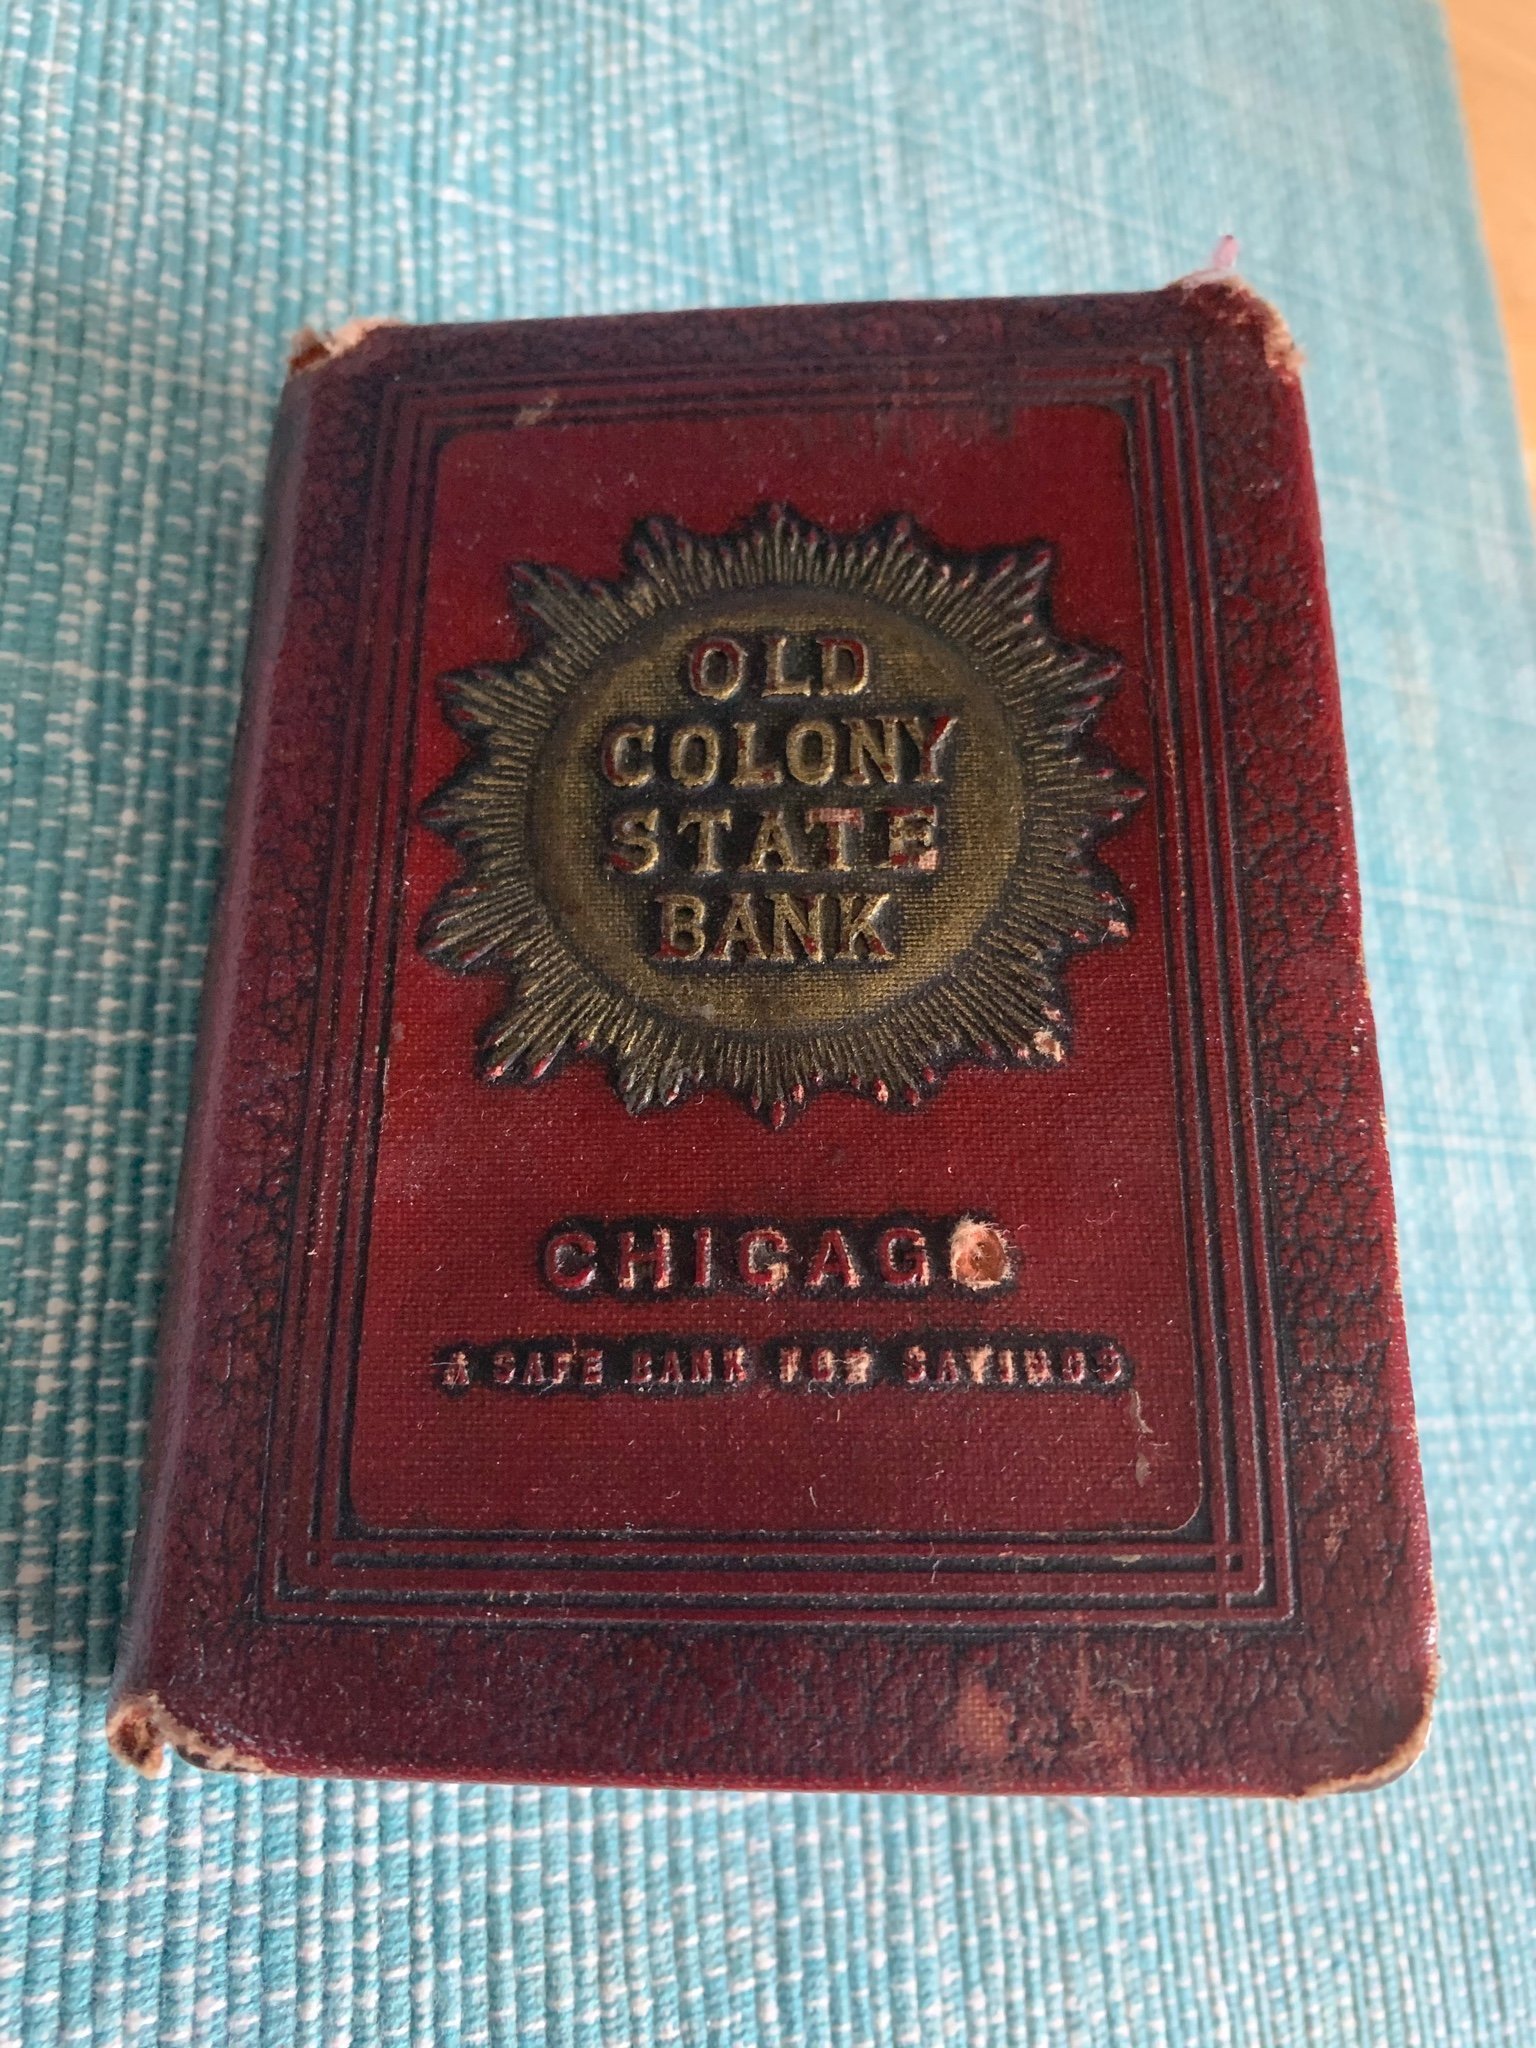 OLD
COLONY
STATE
BANK
CHICAGO
A SAFE BANK FOR SAVINGS